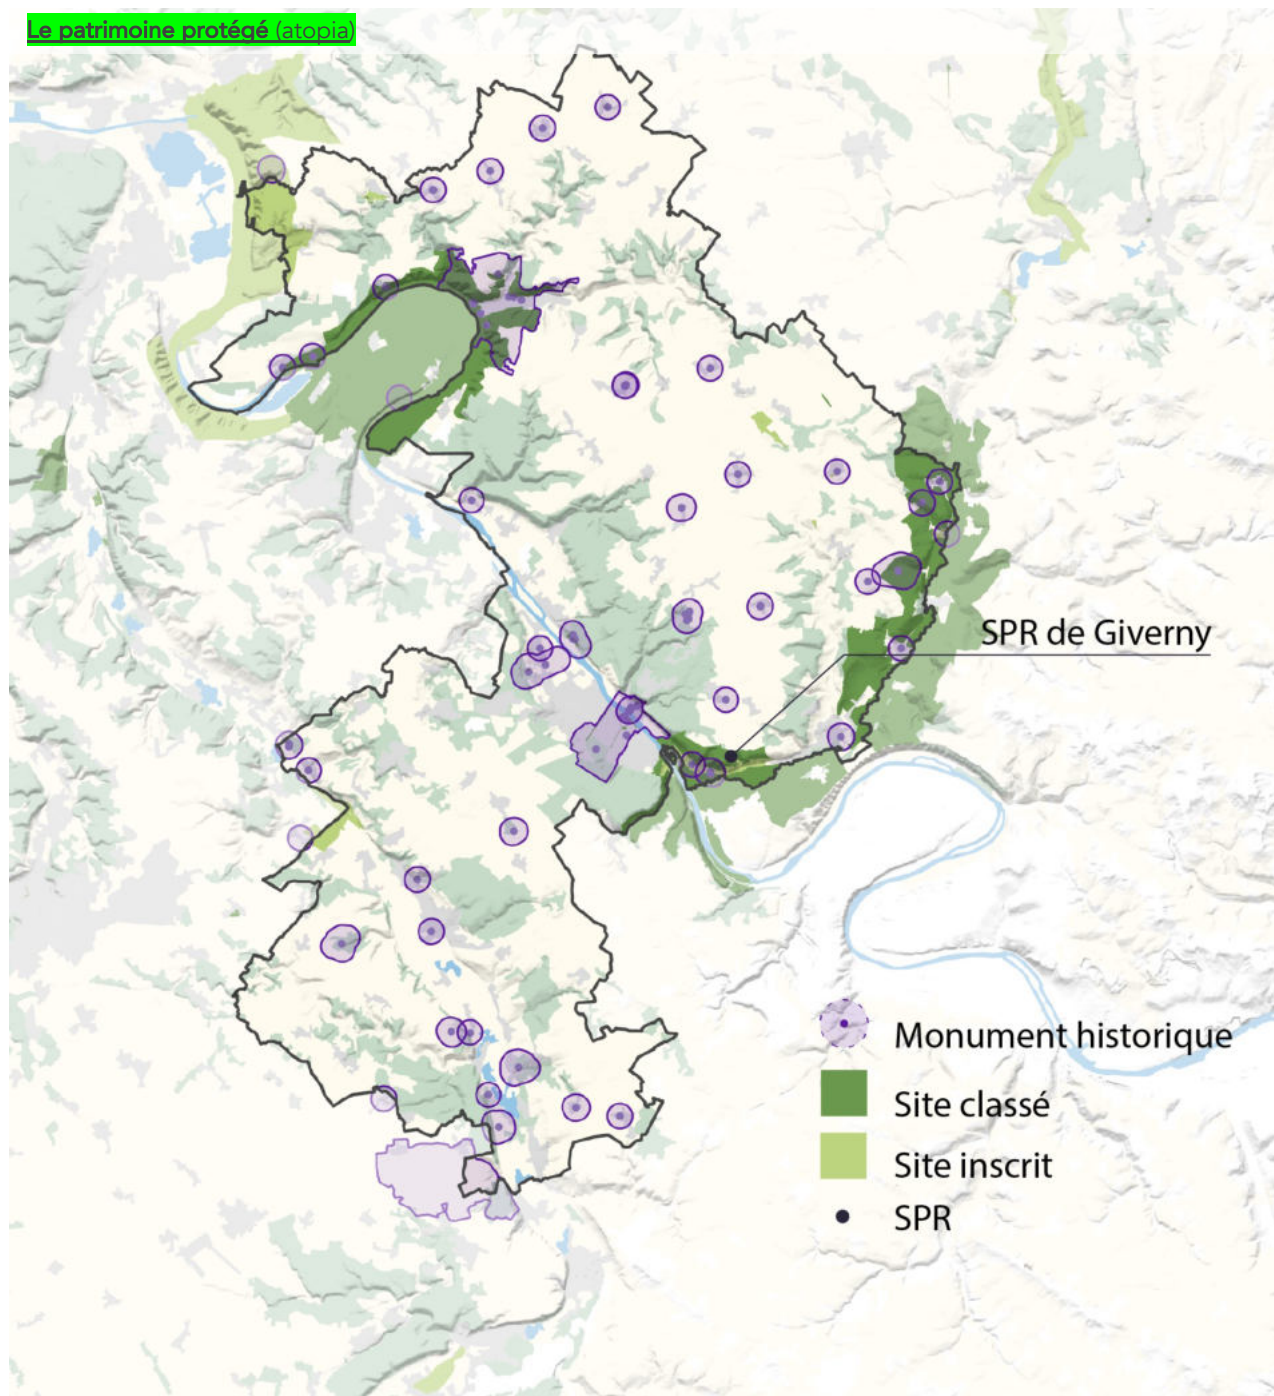 Le patrimoine protégé (atopia)
SPR de Giverny
Monument historique
Site classé
Site inscrit
SPR